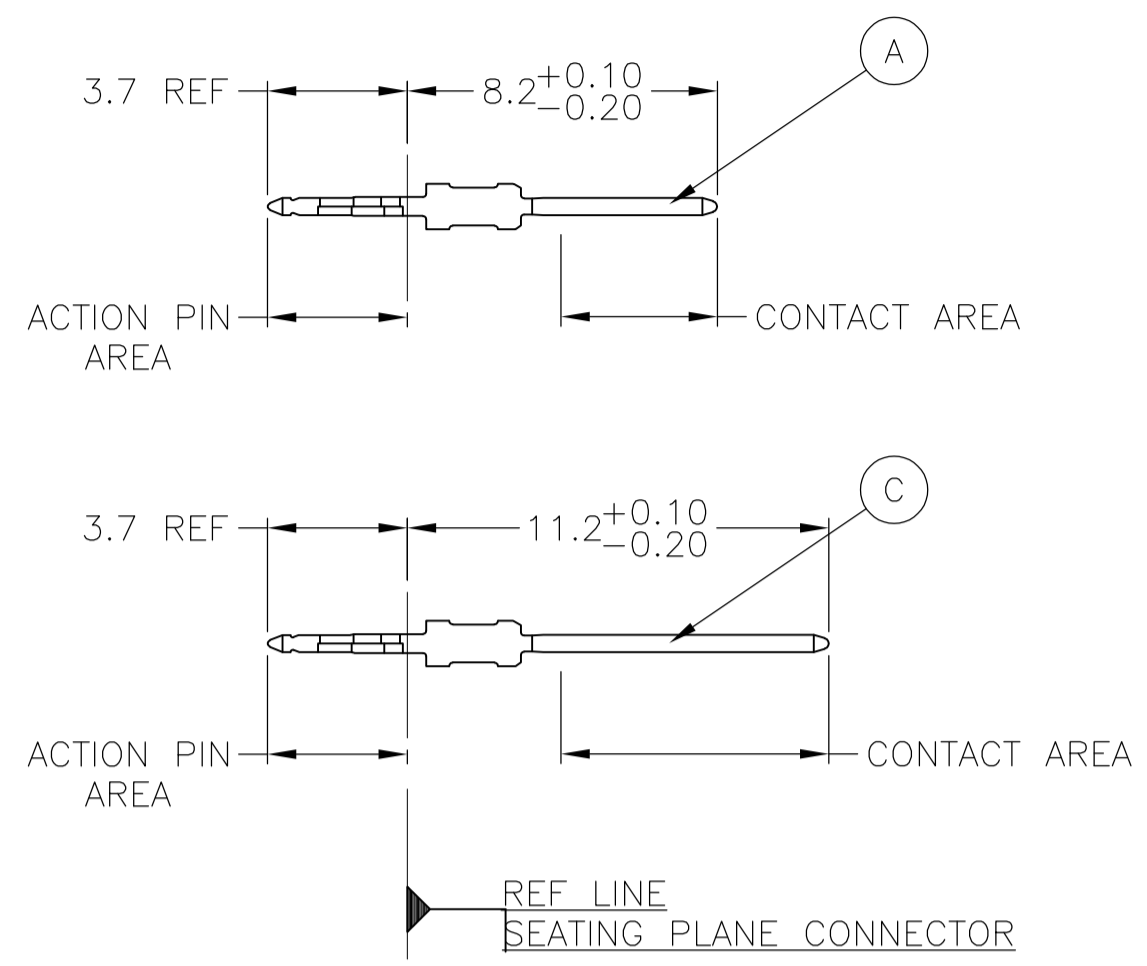 A
3.7 REF
8.2 +0.10
-0.20
ACTION PIN
AREA
CONTACT AREA
C
3.7 REF
11.2 +0.10
-0.20
ACTION PIN
AREA
CONTACT AREA
REF LINE
SEATING PLANE CONNECTOR